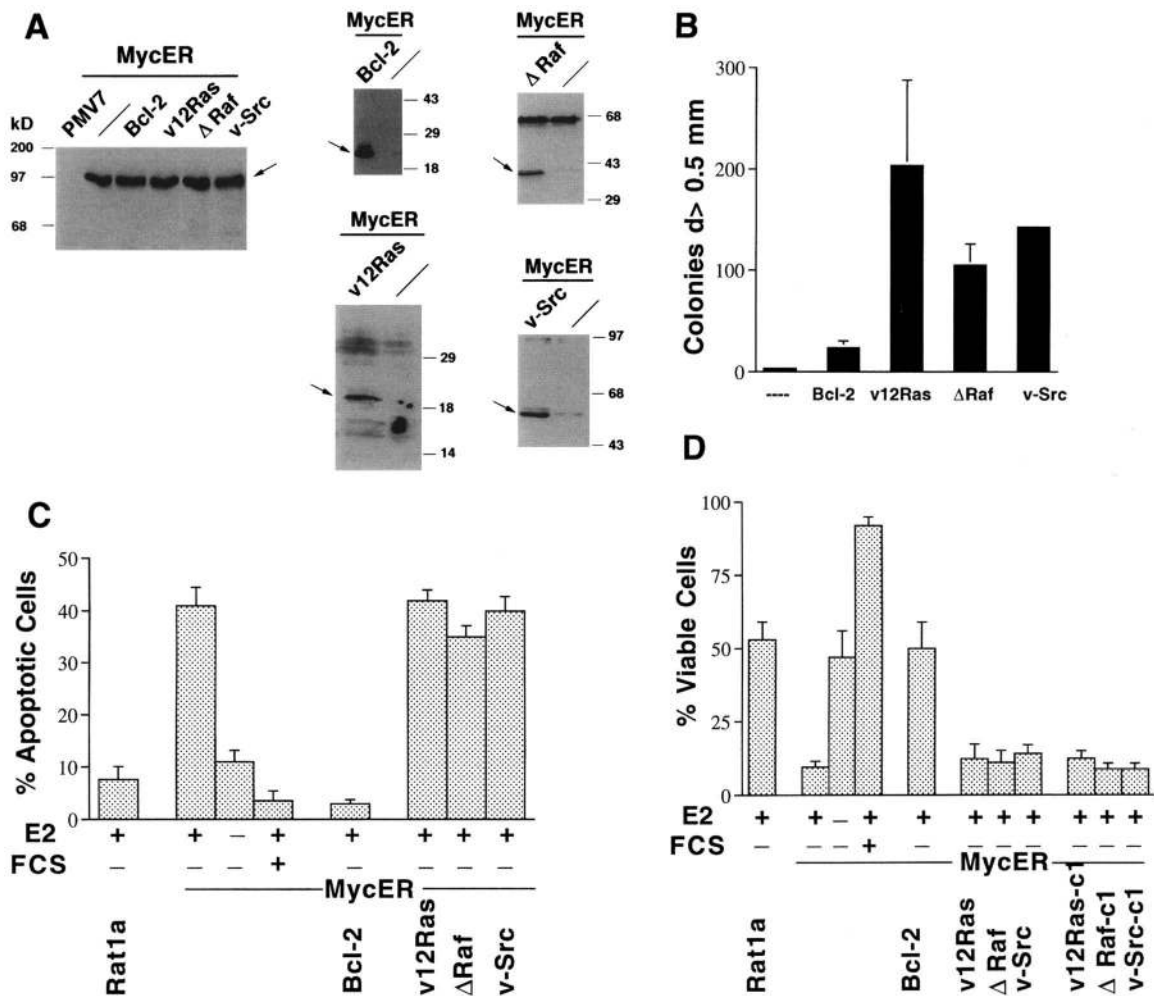 A
MycER
PMV7
Bcl-2
v12Ras
Δ Raf
v-Src
kD
200
97
68
MycER
Bcl-2
43
29
18
MycER
Δ Raf
68
43
29
MycER
v12Ras
29
18
14
MycER
v-Src
97
68
43
B
Colonies d> 0.5 mm
300
200
100
0
---- Bcl-2 v12Ras ΔRaf v-Src
C
% Apoptotic Cells
50
40
30
20
10
0
E2 + + – + + + + +
FCS – – – + – – – –
MycER
Rat1a
Bcl-2
v12Ras
ΔRaf
v-Src
D
% Viable Cells
100
75
50
25
0
E2 + + – + + + + + + + +
FCS – – – + – – – – – – –
MycER
Rat1a
Bcl-2
v12Ras
Δ Raf
v-Src
v12Ras-c1
Δ Raf-c1
v-Src-c1